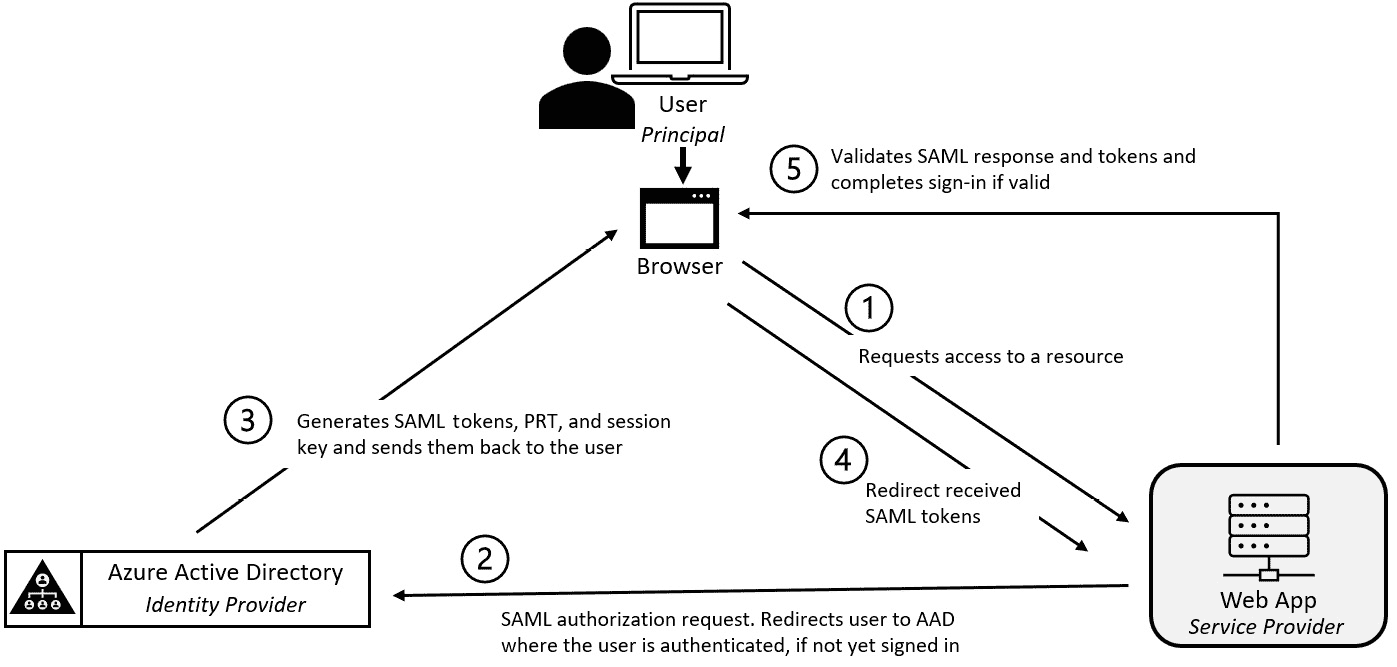 User
Principal
5
Validates SAML response and tokens and
completes sign-in if valid
Browser
1
Requests access to a resource
3
Generates SAML tokens, PRT, and session
key and sends them back to the user
4
Redirect received
SAML tokens
2
Azure Active Directory
Identity Provider
SAML authorization request. Redirects user to AAD
where the user is authenticated, if not yet signed in
Web App
Service Provider